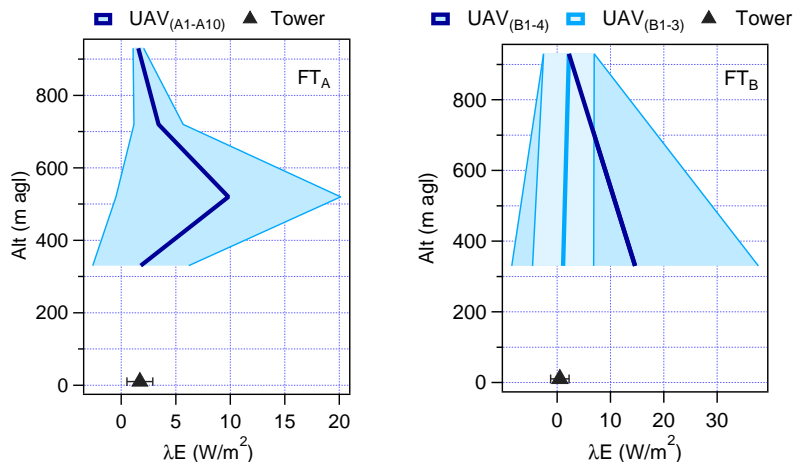 UAV(A1-A10) Tower
UAV(B1-4) UAV(B1-3) Tower
FTA
800
600
400
200
0
Alt (m agl)
0 5 10 15 20
λE (W/m²)
FTB
800
600
400
200
0
Alt (m agl)
0 10 20 30
λE (W/m²)